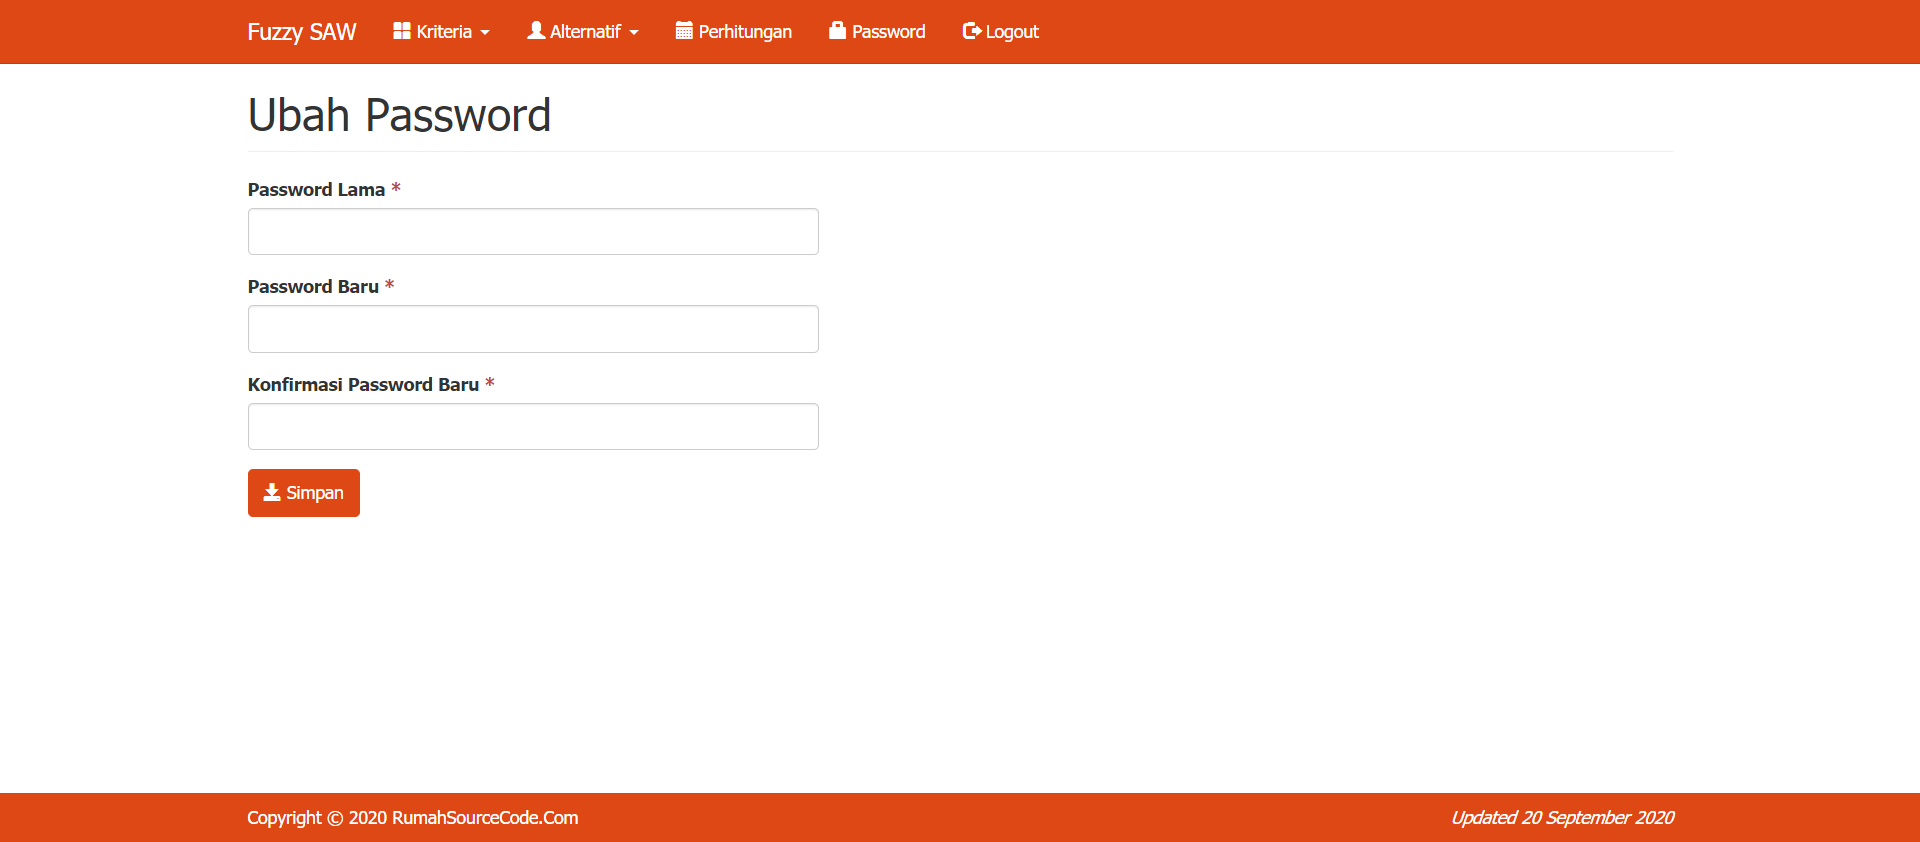 Fuzzy SAW Kriteria Alternatif Perhitungan Password Logout
Ubah Password
Password Lama *
Password Baru *
Konfirmasi Password Baru *
Simpan
Copyright © 2020 RumahSourceCode.Com Updated 20 September 2020